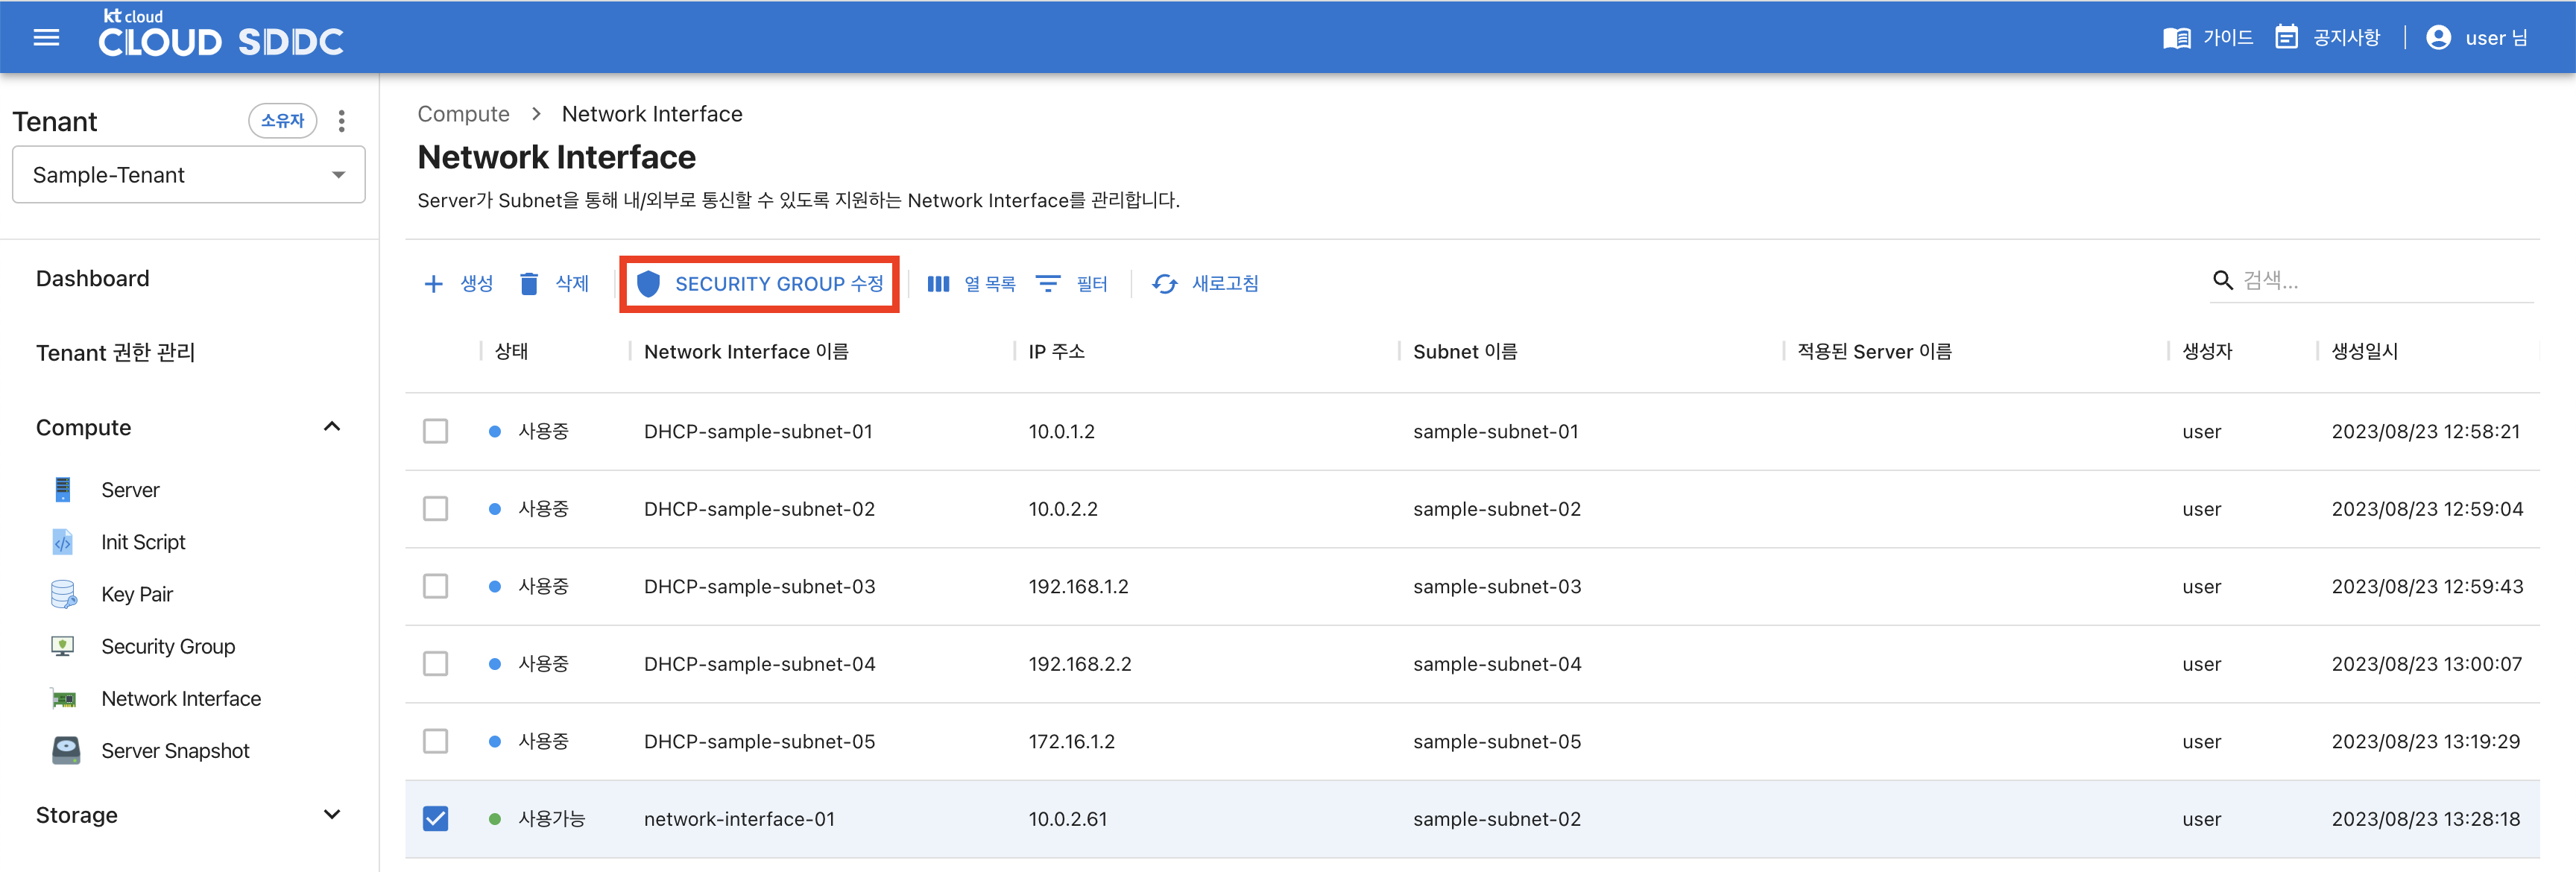 kt cloud
CLOUD SDDC
가이드
공지사항
user 님
Tenant
소유자
Sample-Tenant
Dashboard
Tenant 권한 관리
Compute
Server
Init Script
Key Pair
Security Group
Network Interface
Server Snapshot
Storage
Compute > Network Interface
Network Interface
Server가 Subnet을 통해 내/외부로 통신할 수 있도록 지원하는 Network Interface를 관리합니다.
+ 생성 삭제 SECURITY GROUP 수정 열 목록 필터 새로고침 검색...
상태 Network Interface 이름 IP 주소 Subnet 이름 적용된 Server 이름 생성자 생성일시
사용중 DHCP-sample-subnet-01 10.0.1.2 sample-subnet-01 user 2023/08/23 12:58:21
사용중 DHCP-sample-subnet-02 10.0.2.2 sample-subnet-02 user 2023/08/23 12:59:04
사용중 DHCP-sample-subnet-03 192.168.1.2 sample-subnet-03 user 2023/08/23 12:59:43
사용중 DHCP-sample-subnet-04 192.168.2.2 sample-subnet-04 user 2023/08/23 13:00:07
사용중 DHCP-sample-subnet-05 172.16.1.2 sample-subnet-05 user 2023/08/23 13:19:29
사용가능 network-interface-01 10.0.2.61 sample-subnet-02 user 2023/08/23 13:28:18